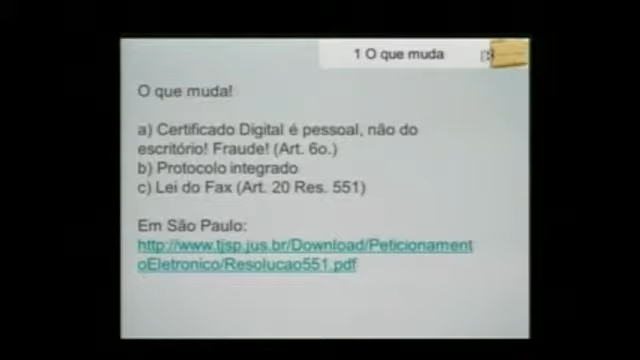 1 O que muda
O que muda!
a) Certificado Digital é pessoal, não do
escritório! Fraude! (Art. 6o.)
b) Protocolo integrado
c) Lei do Fax (Art. 20 Res. 551)
Em São Paulo:
http://www.tjsp.jus.br/Download/Peticionament
oEletronico/Resolucao551.pdf